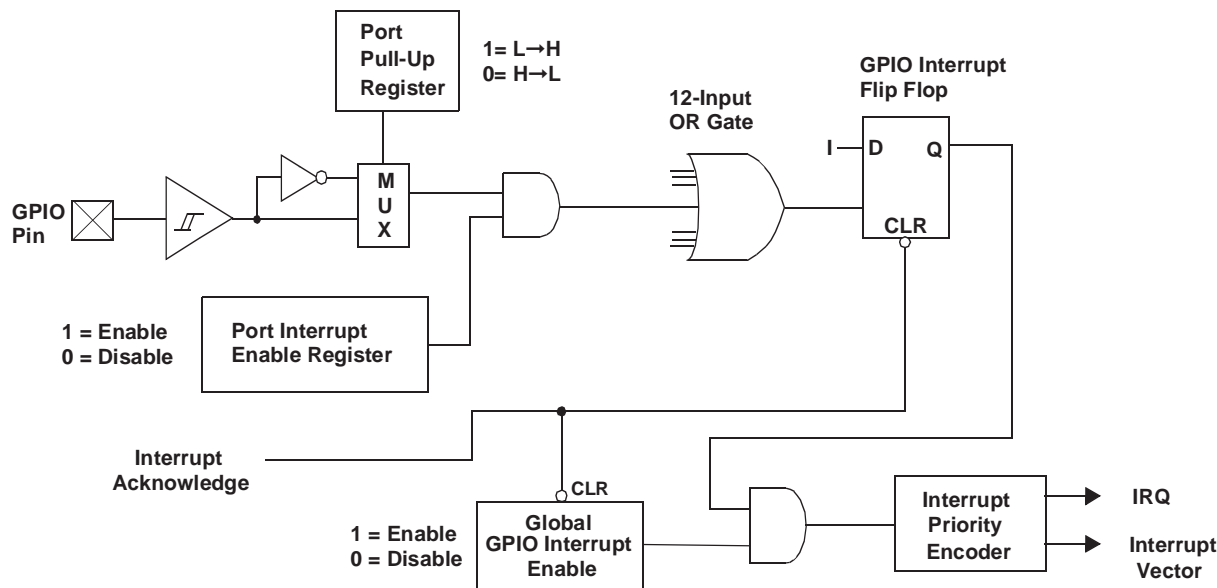 Port
Pull-Up
Register
1= L→H
0= H→L
GPIO Interrupt
Flip Flop
12-Input
OR Gate
I
D
Q
CLR
M
U
X
GPIO
Pin
1 = Enable
0 = Disable
Port Interrupt
Enable Register
Interrupt
Acknowledge
CLR
1 = Enable
0 = Disable
Global
GPIO Interrupt
Enable
Interrupt
Priority
Encoder
IRQ
Interrupt
Vector